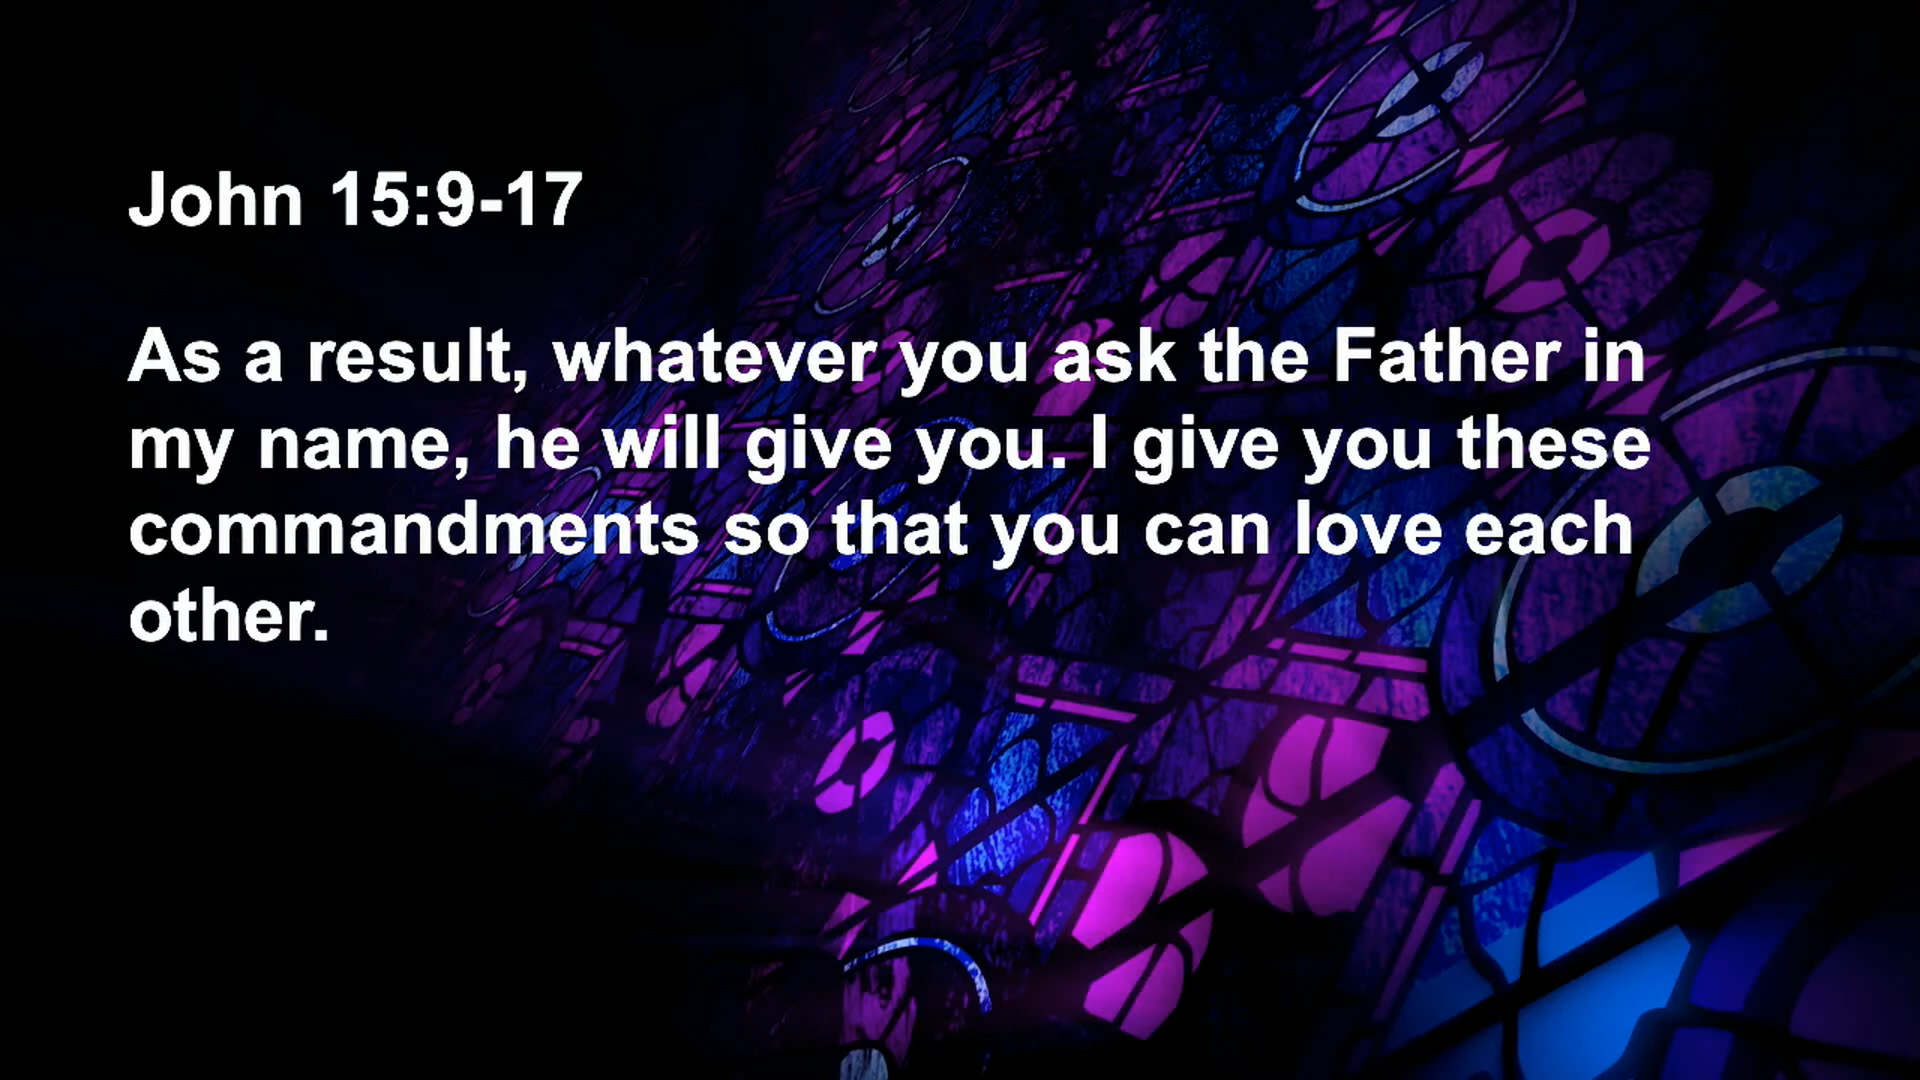 John 15:9-17
As a result, whatever you ask the Father in
my name, he will give you. I give you these
commandments so that you can love each
other.